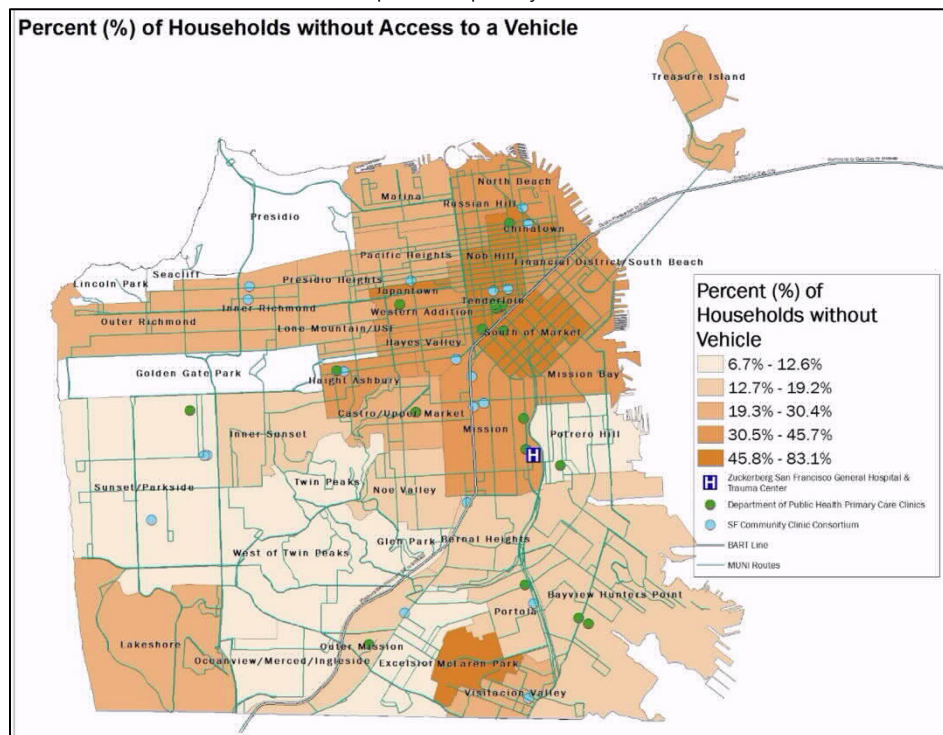 Percent (%) of Households without Access to a Vehicle
Treasure Island
North Beach
Marina
Russian Hill
Presidio
Chinatown
Pacific Heights
Nob Hill
Financial District/South Beach
Seacliff
Lincoln Park
Presidio Heights
Japantown
Inner Richmond
Tenderloin
Outer Richmond
Western Addition
Lone Mountain/USF
South of Market
Hayes Valley
Golden Gate Park
Haight Ashbury
Mission Bay
Castro/Upper Market
Inner Sunset
Mission
Potrero Hill
Twin Peaks
Sunset/Parkside
Noe Valley
Glen Park
Bernal Heights
West of Twin Peaks
Bayview Hunters Point
Portola
Lakeshore
Outer Mission
Oceanview/Merced/Ingleside
Excelsior
McLaren Park
Visitacion Valley
H
Percent (%) of
Households without
Vehicle
6.7% - 12.6%
12.7% - 19.2%
19.3% - 30.4%
30.5% - 45.7%
45.8% - 83.1%
H
Zuckerberg San Francisco General Hospital &
Trauma Center
Department of Public Health Primary Care Clinics
SF Community Clinic Consortium
BART Line
MUNI Routes